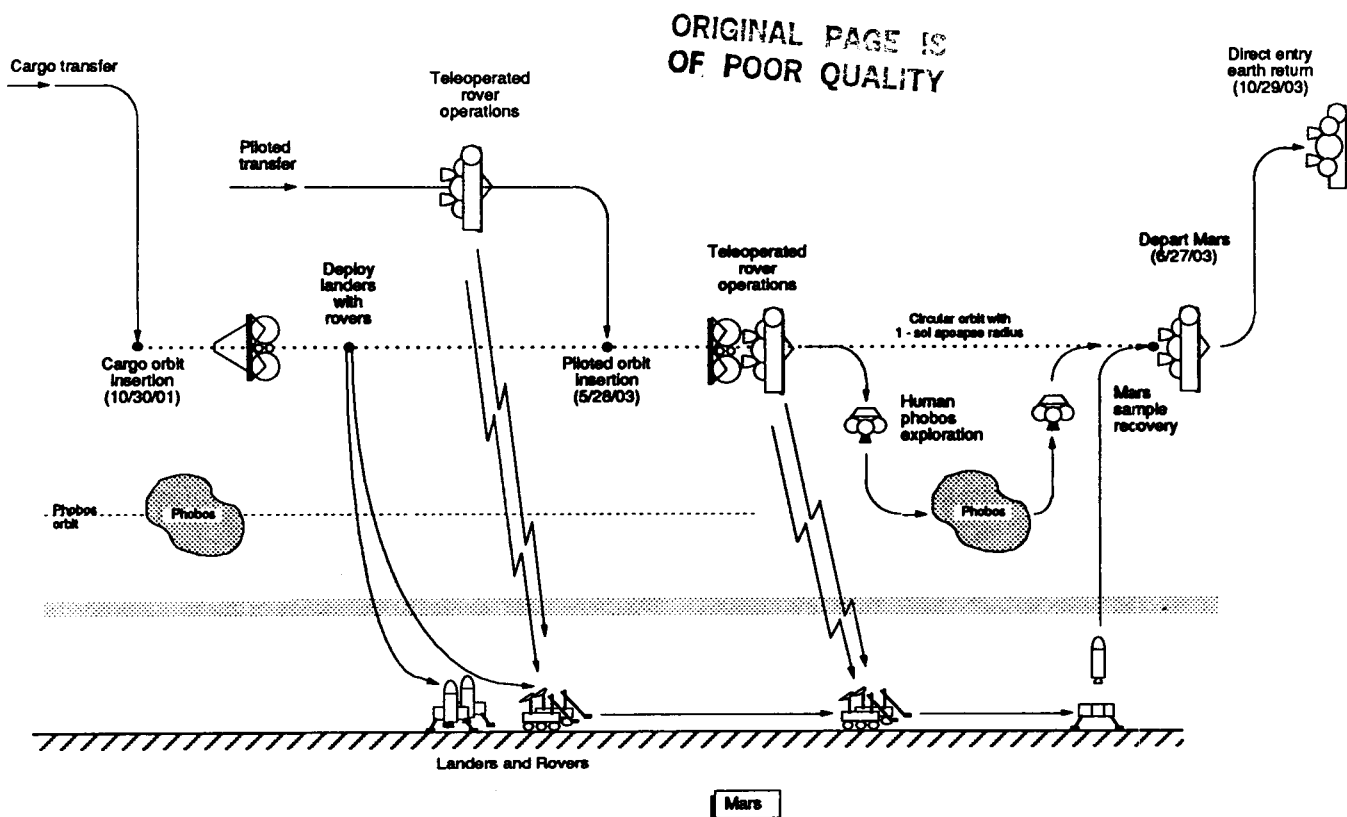 ORIGINAL PAGE IS
OF POOR QUALITY
Cargo transfer
Teleoperated
rover
operations
Direct entry
earth return
(10/29/03)
Piloted
transfer
Deploy
landers
with
rovers
Teleoperated
rover
operations
Depart Mars
(6/27/03)
Circular orbit with
1 - sol apoapse radius
Cargo orbit
insertion
(10/30/01)
Piloted orbit
insertion
(5/28/03)
Human
phobos
exploration
Mars
sample
recovery
Phobos
orbit
Phobos
Phobos
Landers and Rovers
Mars